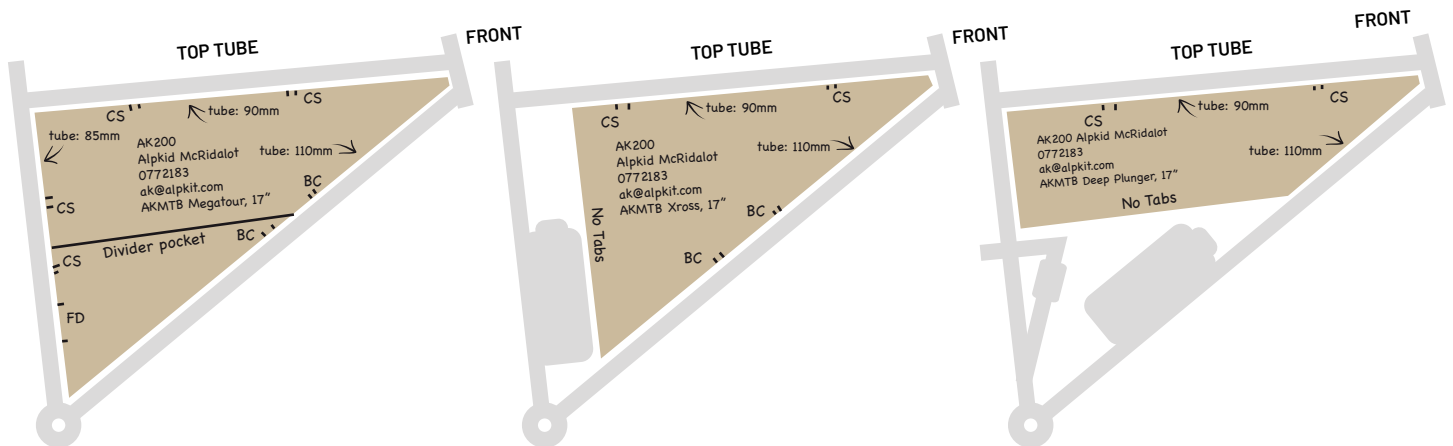 TOP TUBE
FRONT
CS
CS
tube: 90mm
tube: 85mm
AK200
Alpkid McRidalot
0772183
ak@alpkit.com
AKMTB Megatour, 17"
tube: 110mm
BC
CS
Divider pocket
BC
CS
FD
TOP TUBE
FRONT
CS
CS
tube: 90mm
AK200
Alpkid McRidalot
0772183
ak@alpkit.com
AKMTB Xross, 17"
tube: 110mm
No Tabs
BC
BC
TOP TUBE
FRONT
CS
CS
tube: 90mm
AK200 Alpkid McRidalot
0772183
ak@alpkit.com
AKMTB Deep Plunger, 17"
tube: 110mm
No Tabs